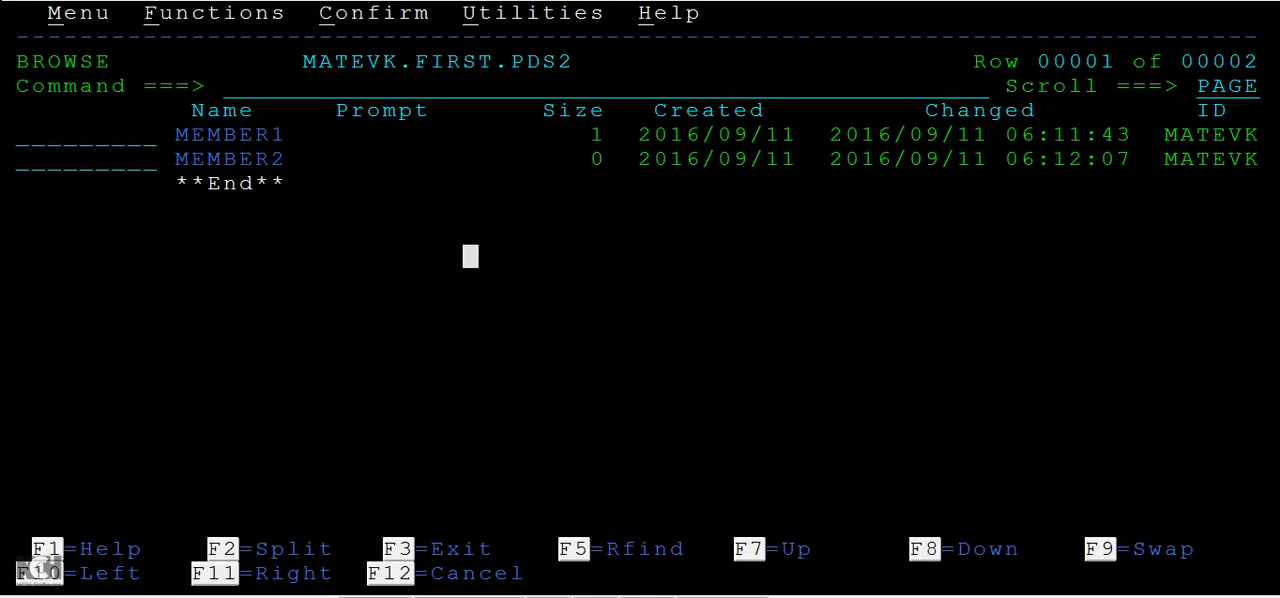 Menu Functions Confirm Utilities Help
BROWSE MATEVK.FIRST.PDS2 Row 00001 of 00002
Command ===> Scroll ===> PAGE
Name Prompt Size Created Changed ID
MEMBER1 1 2016/09/11 2016/09/11 06:11:43 MATEVK
MEMBER2 0 2016/09/11 2016/09/11 06:12:07 MATEVK
**End**
F1=Help F2=Split F3=Exit F5=Rfind F7=Up F8=Down F9=Swap
F10=Left F11=Right F12=Cancel